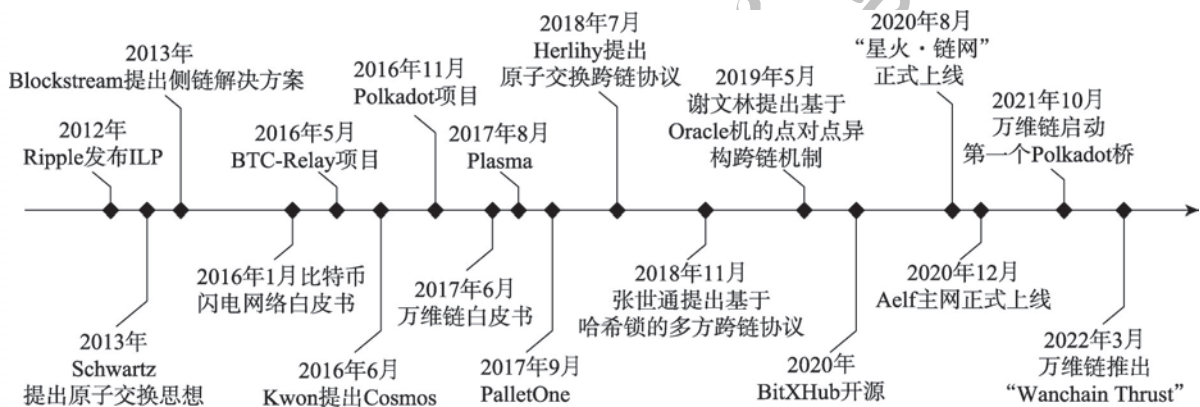 2012年
Ripple发布ILP
2013年
Schwartz
提出原子交换思想
2013年
Blockstream提出侧链解决方案
2016年1月比特币
闪电网络白皮书
2016年5月
BTC-Relay项目
2016年6月
Kwon提出Cosmos
2016年11月
Polkadot项目
2017年6月
万维链白皮书
2017年8月
Plasma
2017年9月
PalletOne
2018年7月
Herlihy提出
原子交换跨链协议
2018年11月
张世通提出基于
哈希锁的多方跨链协议
2019年5月
谢文林提出基于
Oracle机的点对点异
构跨链机制
2020年
BitXHub开源
2020年8月
“星火·链网”
正式上线
2020年12月
Aelf主网正式上线
2021年10月
万维链启动
第一个Polkadot桥
2022年3月
万维链推出
“Wanchain Thrust”